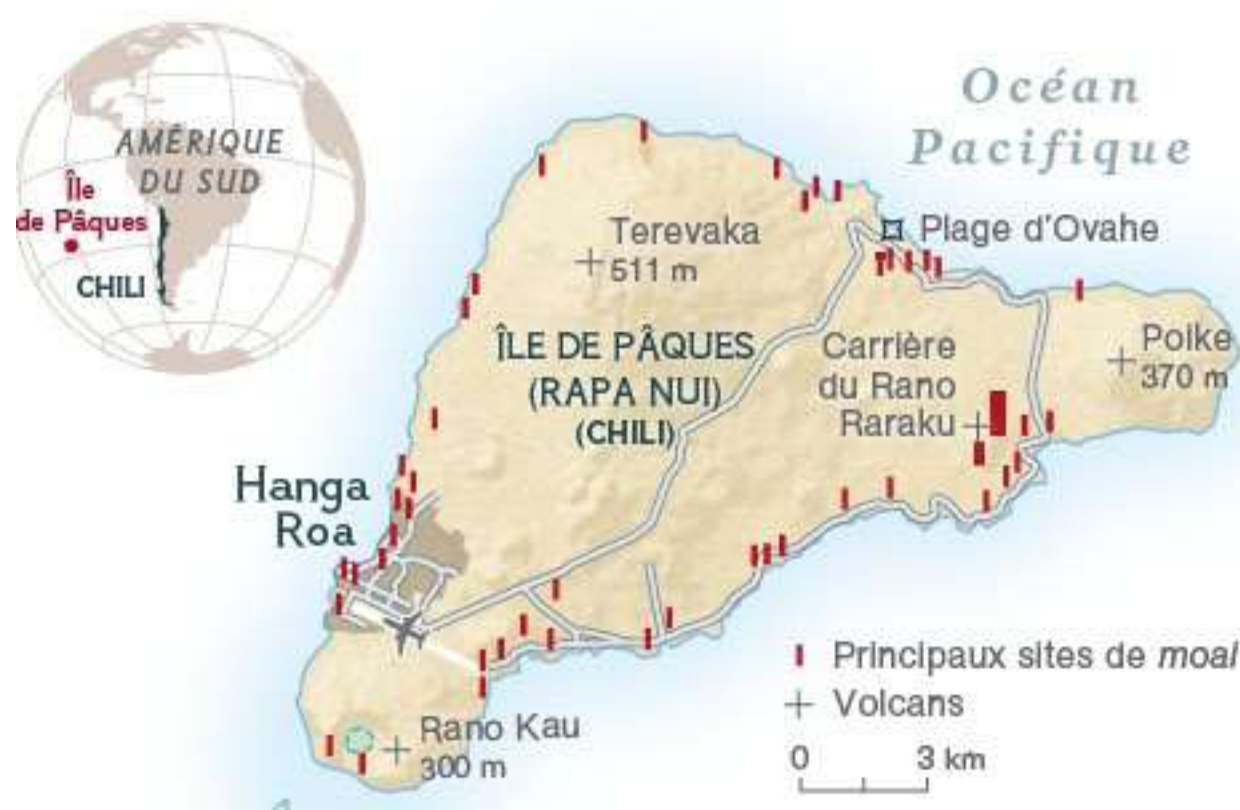 AMÉRIQUE
DU SUD
Île
de Pâques
CHILI
Océan
Pacifique
Terevaka
511 m
Plage d'Ovahe
ÎLE DE PÂQUES
(RAPA NUI)
(CHILI)
Carrière
du Rano
Raraku
Poike
370 m
Hanga
Roa
Rano Kau
300 m
Principaux sites de moai
Volcans
0 3 km